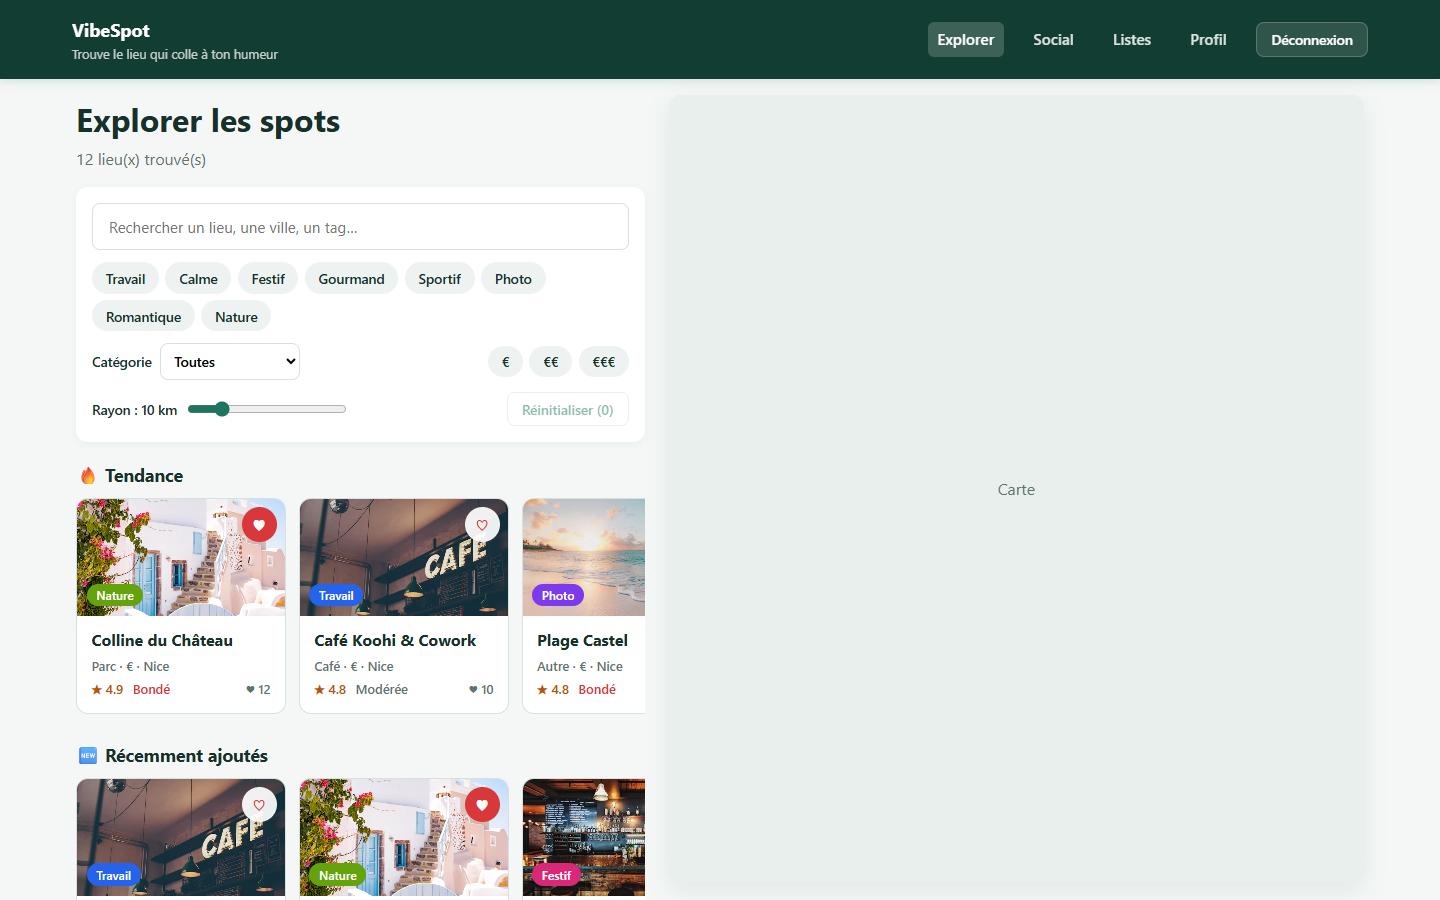 VibeSpot
Trouve le lieu qui colle à ton humeur
Explorer
Social
Listes
Profil
Déconnexion
Explorer les spots
12 lieu(x) trouvé(s)
Rechercher un lieu, une ville, un tag...
Travail
Calme
Festif
Gourmand
Sportif
Photo
Romantique
Nature
Catégorie
Toutes
€
€€
€€€
Rayon : 10 km
Réinitialiser (0)
🔥 Tendance
Nature
Colline du Château
Parc · € · Nice
★ 4.9 Bondé ♥ 12
CAFÉ
Travail
Café Koohi & Cowork
Café · € · Nice
★ 4.8 Modérée ♥ 10
Photo
Plage Castel
Autre · € · Nice
★ 4.8 Bondé
🆕 Récemment ajoutés
CAFÉ
Travail
Nature
Festif
Carte